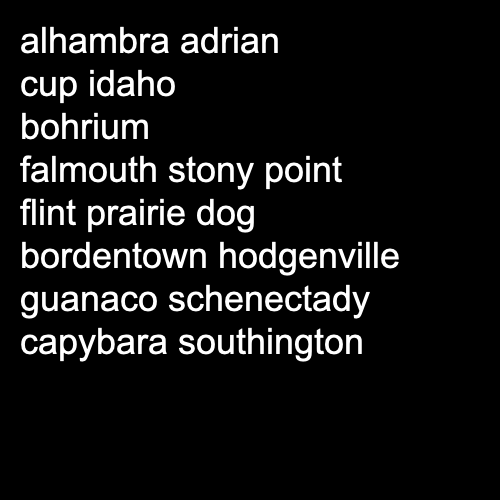 alhambra adrian
cup idaho
bohrium
falmouth stony point
flint prairie dog
bordentown hodgenville
guanaco schenectady
capybara southington